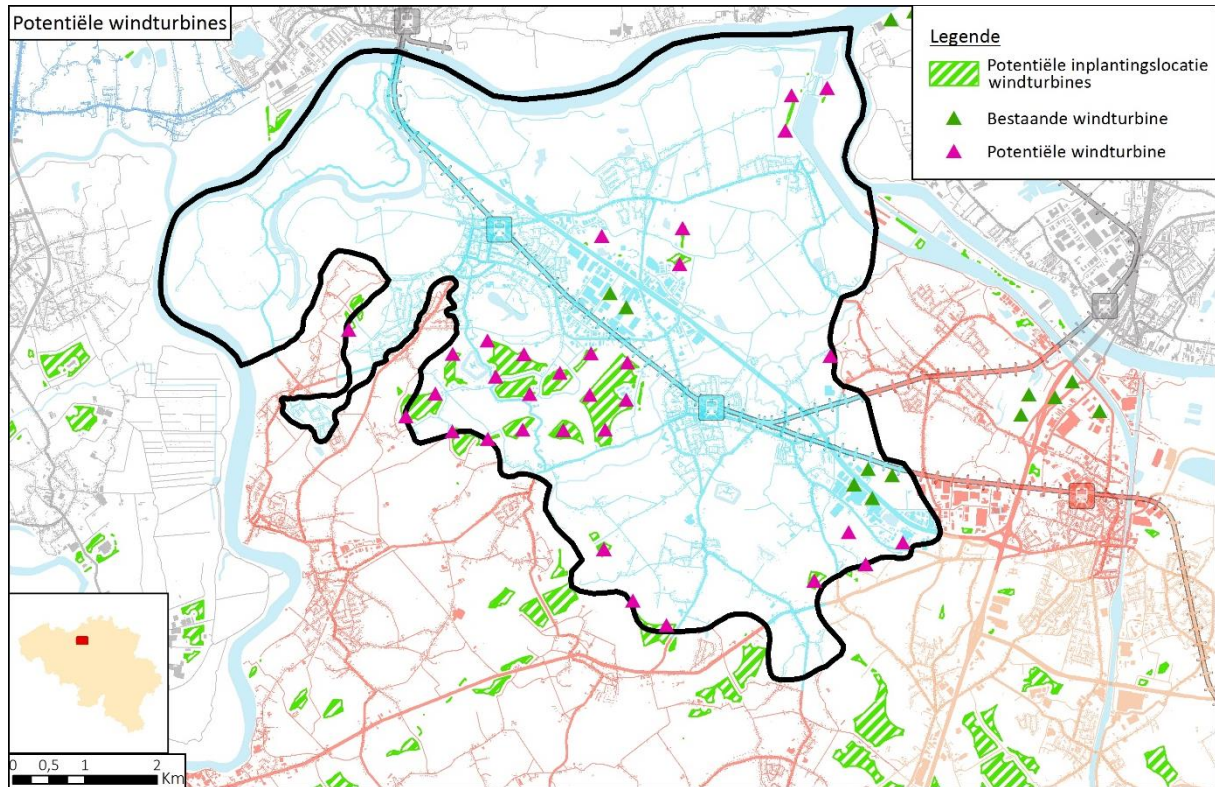 Potentiële windturbines
Legende
Potentiële inplantingslocatie
windturbines
Bestaande windturbine
Potentiële windturbine
0 0,5 1 2
Km